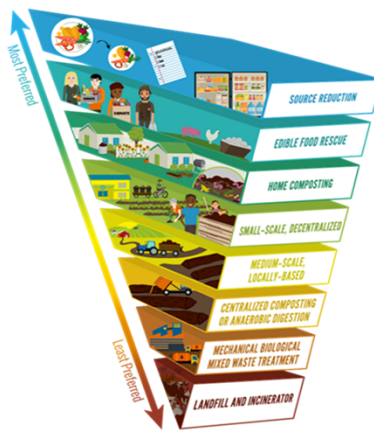 Most Preferred
SOURCE REDUCTION
EDIBLE FOOD RESCUE
HOME COMPOSTING
SMALL-SCALE, DECENTRALIZED
MEDIUM-SCALE,
LOCALLY-BASED
CENTRALIZED COMPOSTING
OR ANAEROBIC DIGESTION
MECHANICAL BIOLOGICAL
MIXED WASTE TREATMENT
LANDFILL AND INCINERATOR
Least Preferred